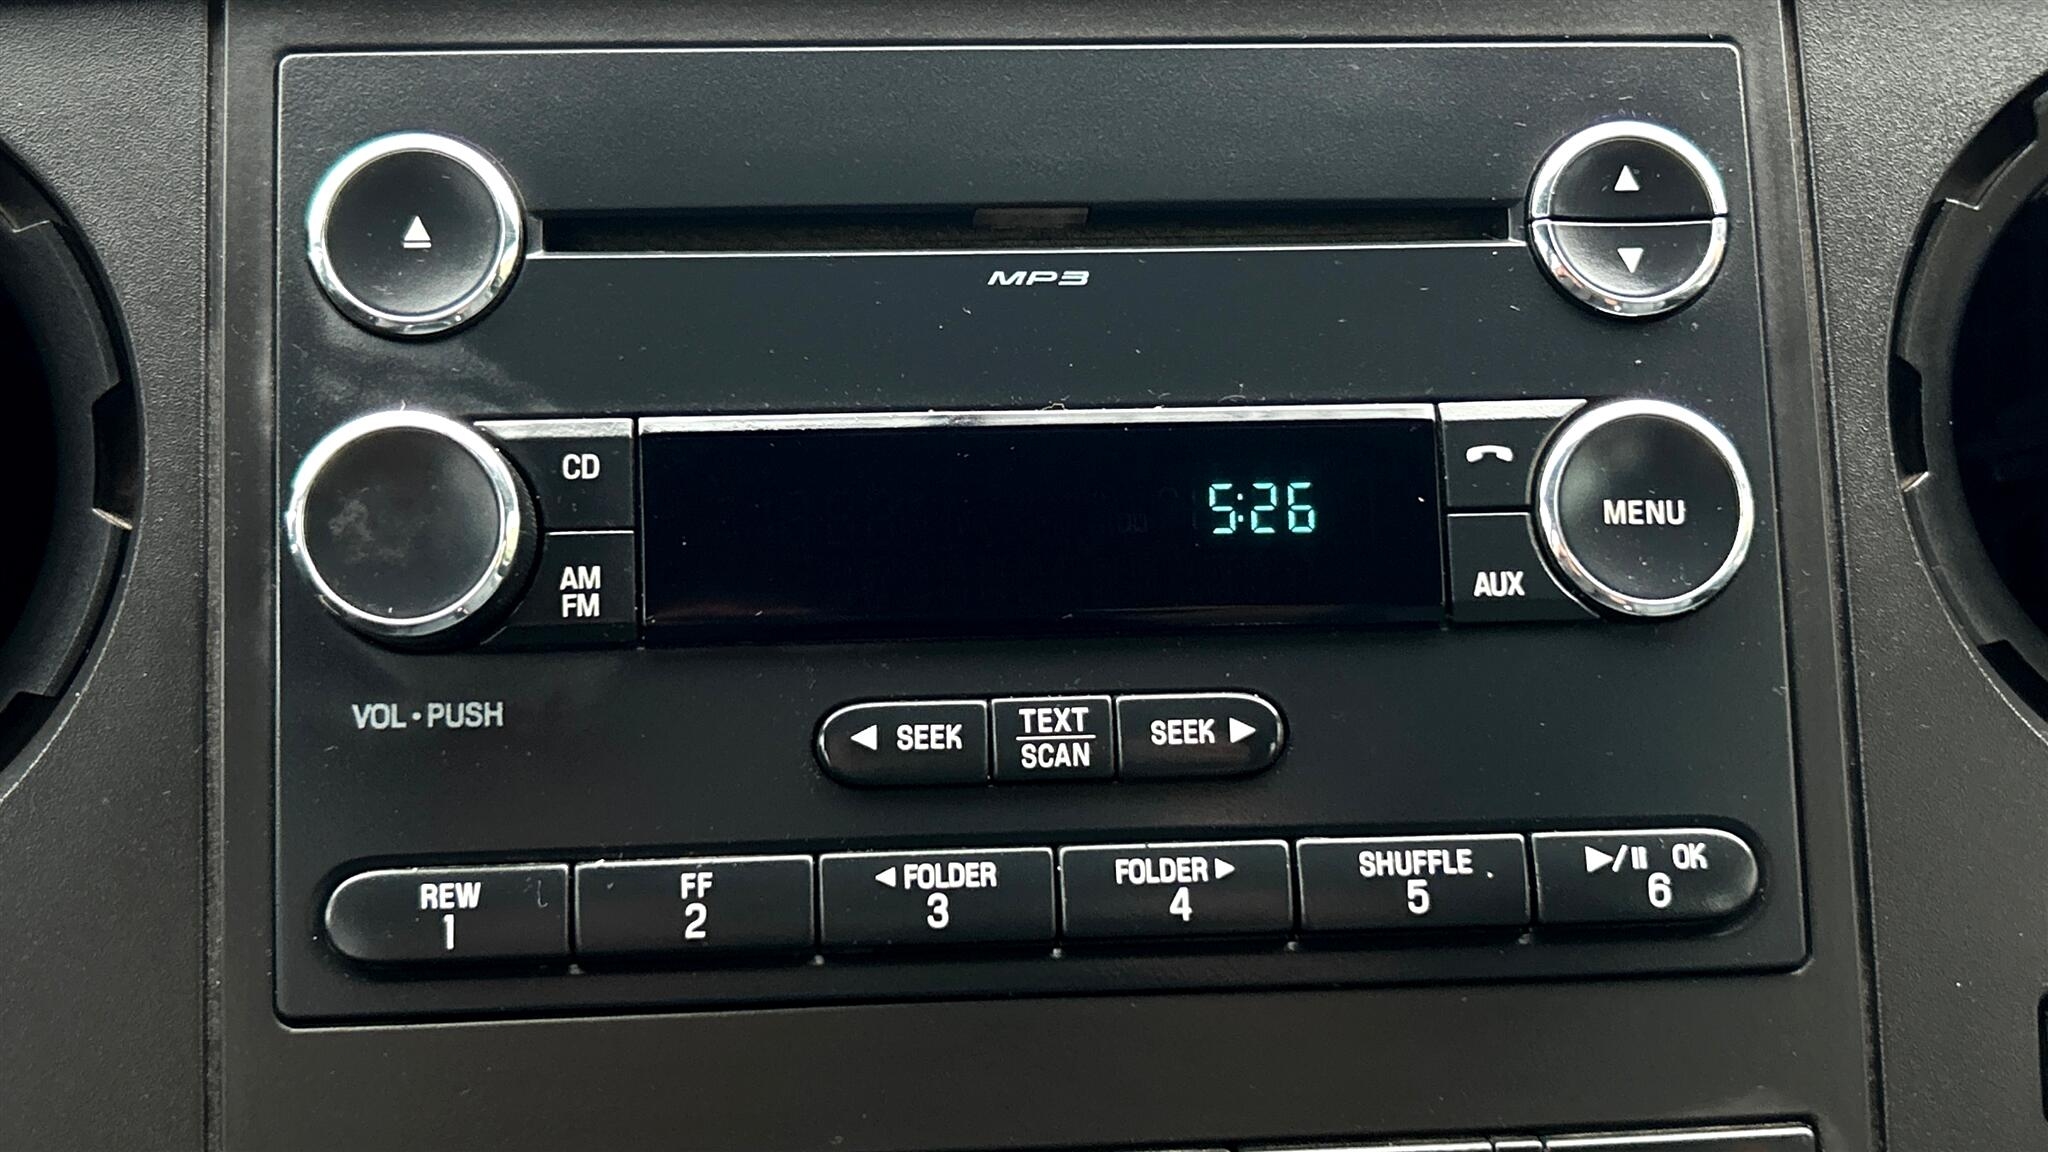 MP3
CD
5:26
MENU
AM
FM
AUX
VOL•PUSH
◀ SEEK
TEXT
SCAN
SEEK ▶
REW
1
FF
2
◀ FOLDER
3
FOLDER ▶
4
SHUFFLE
5
▶/II OK
6